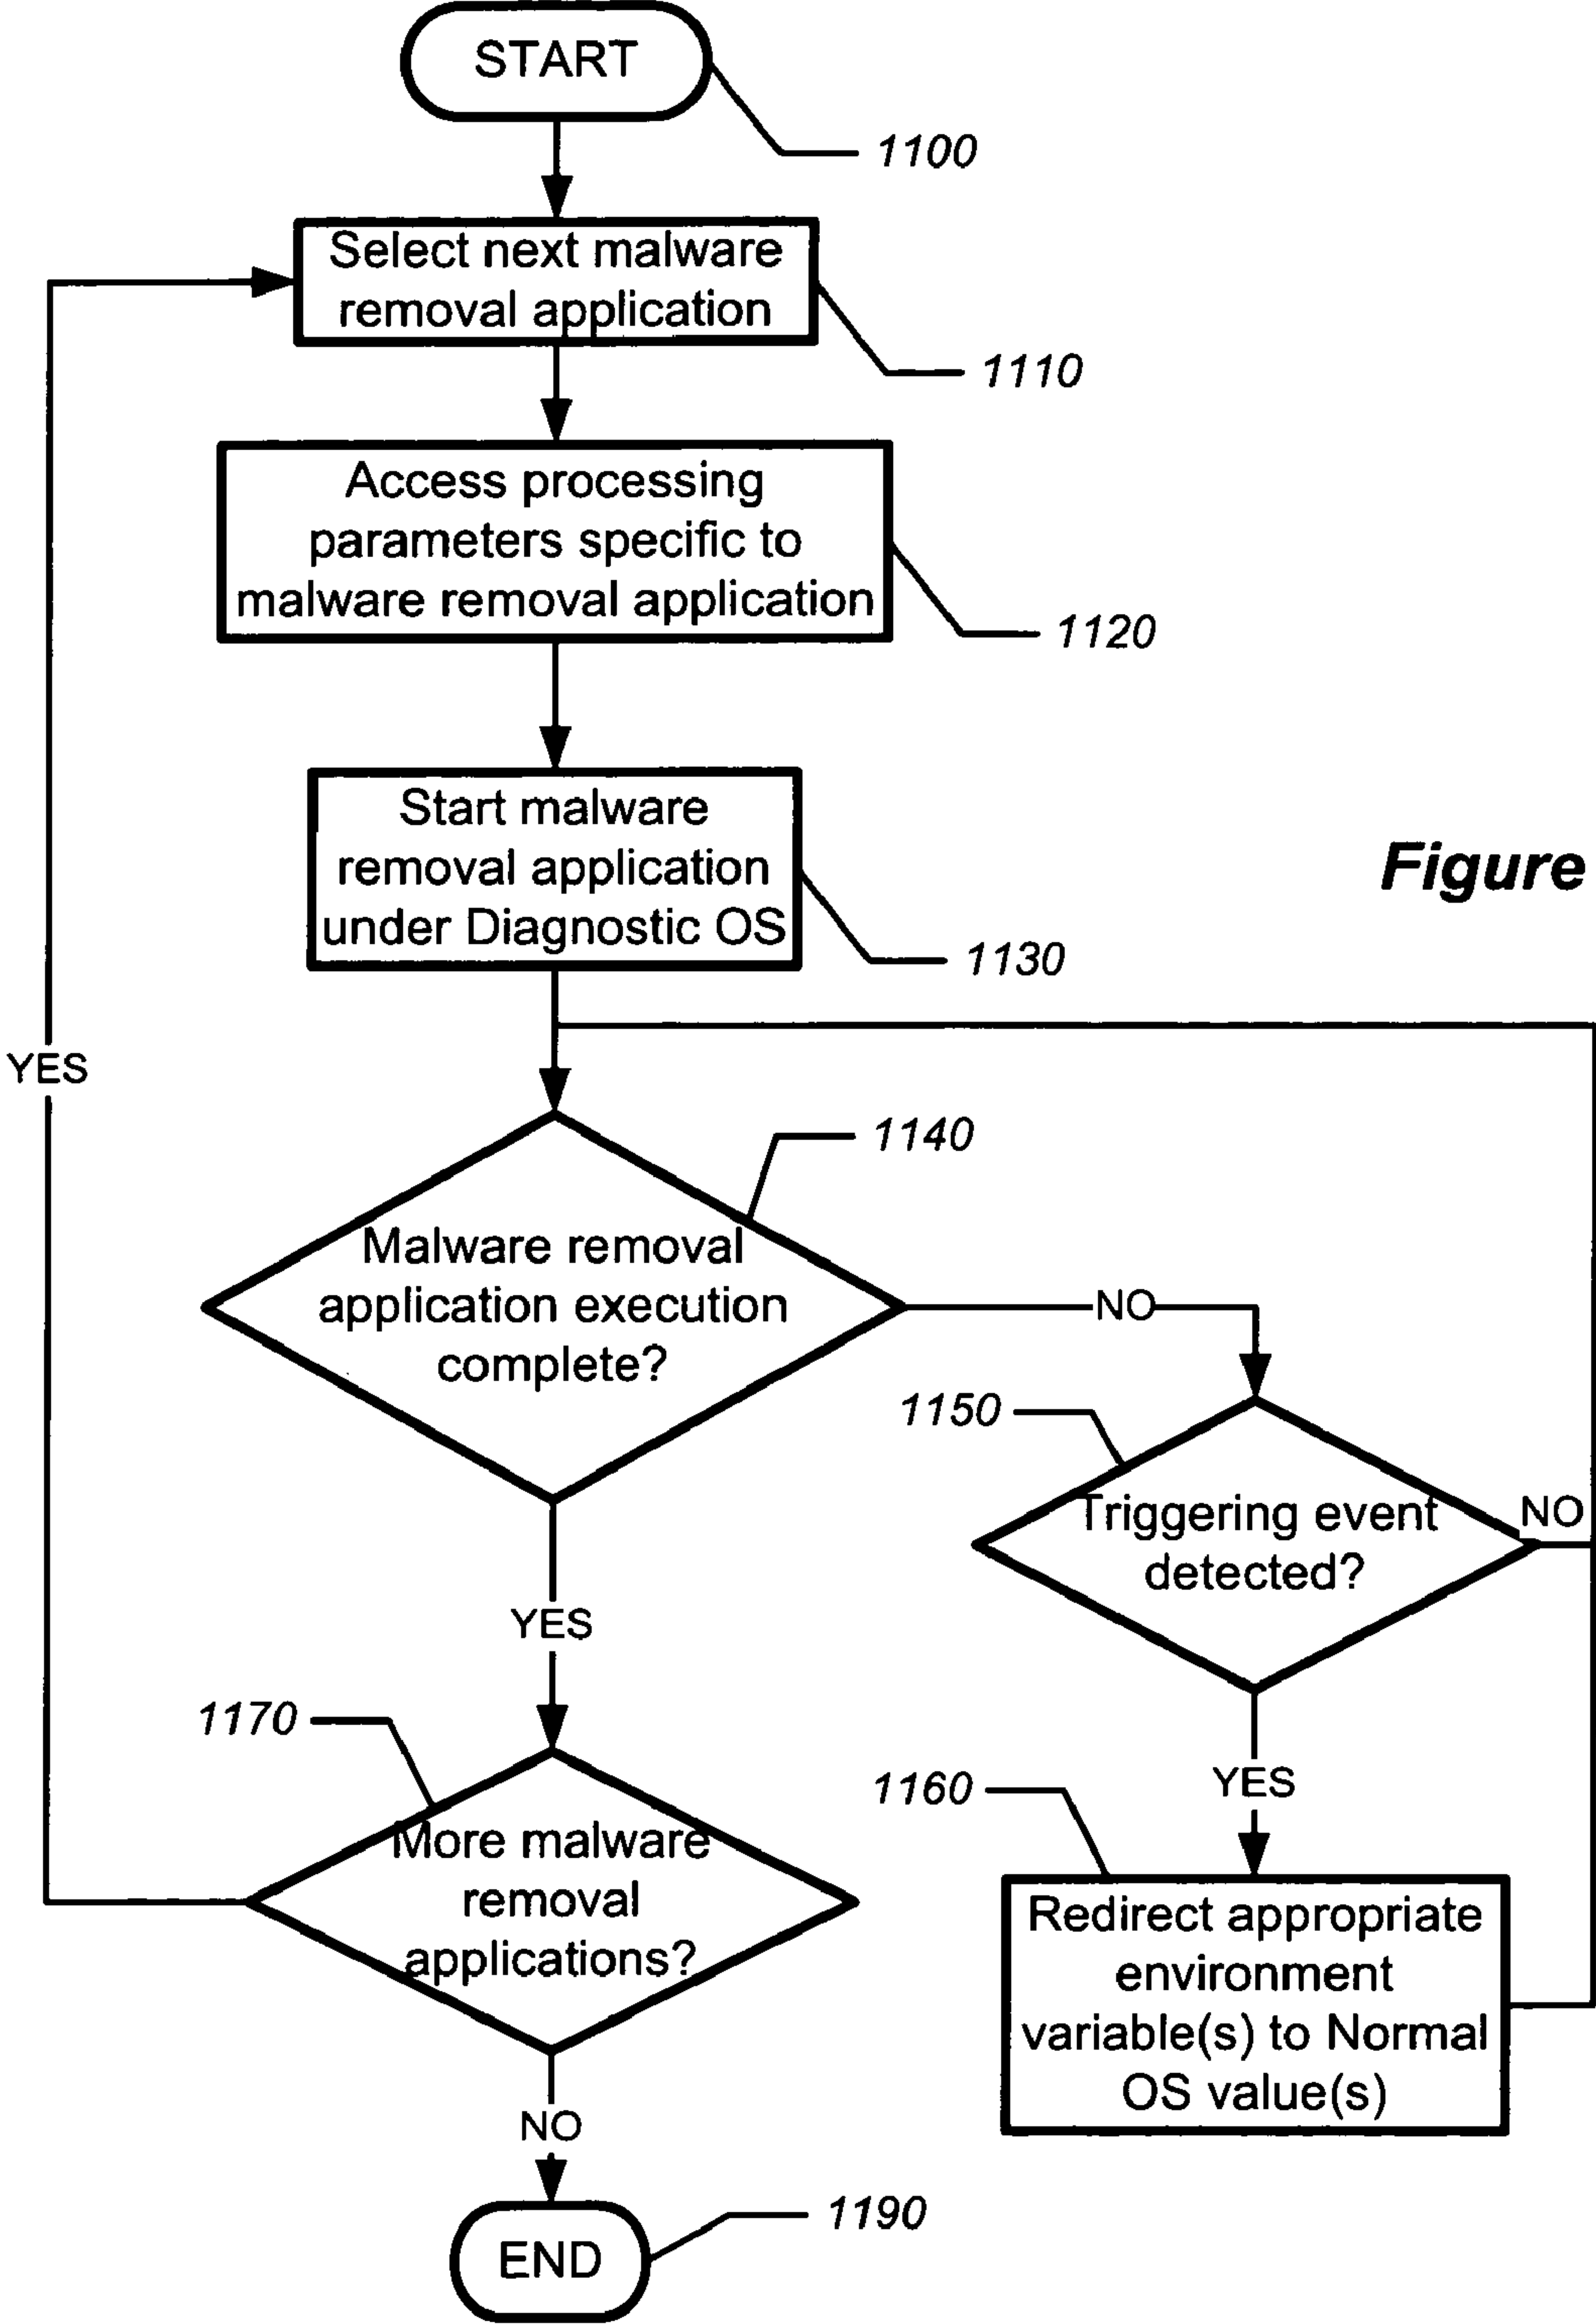 START
1100
Select next malware
removal application
1110
Access processing
parameters specific to
malware removal application
1120
Start malware
removal application
under Diagnostic OS
1130
Figure
YES
1140
Malware removal
application execution
complete?
NO
1150
Triggering event
detected?
NO
YES
YES
1170
More malware
removal
applications?
1160
Redirect appropriate
environment
variable(s) to Normal
OS value(s)
NO
1190
END